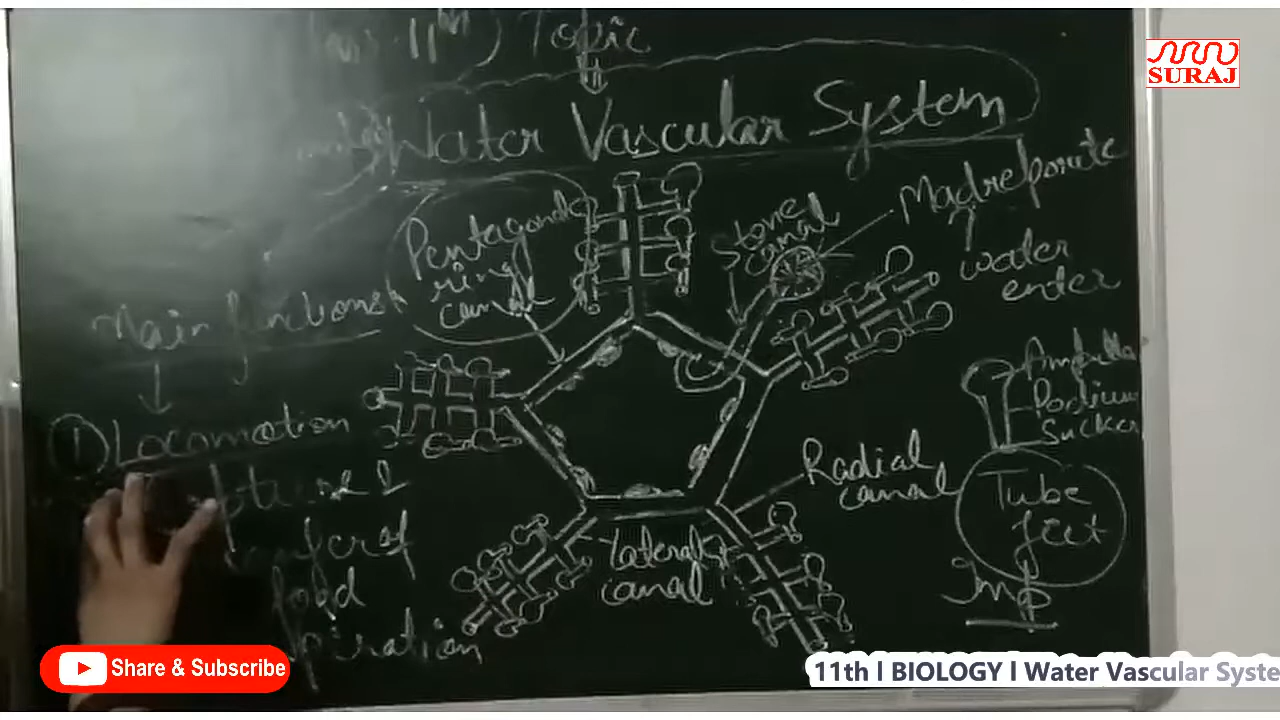 11th) Topic
SURAJ
Water Vascular System
Madreporite
Stone
canal
Pentagonal
ring
canal
water
enter
Main functions
Ampulla
Podium
Sucker
① Locomotion
Radial
canal
Tube
feet
Lateral
canal
food
Imp
Share & Subscribe
11th l BIOLOGY l Water Vascular Syste